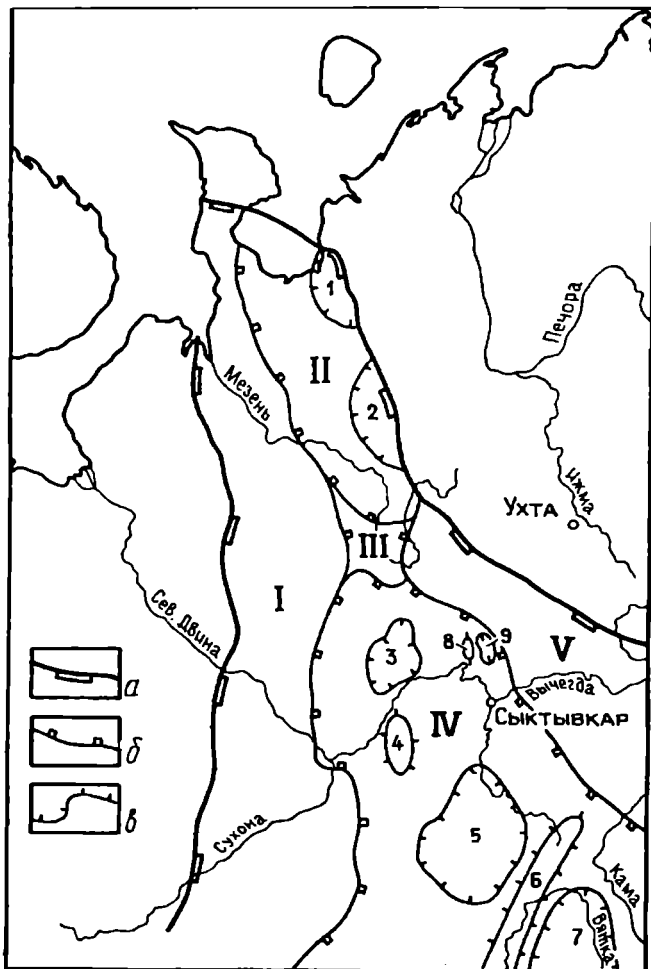 1
Печора
II
Мезень
2
Ижма
УХТА
III
I
Сев. Двина
8
9
3
V
а
Вычегда
IV
СЫКТЫВКАР
4
б
5
в
Сухона
6
Кама
7
Вятка